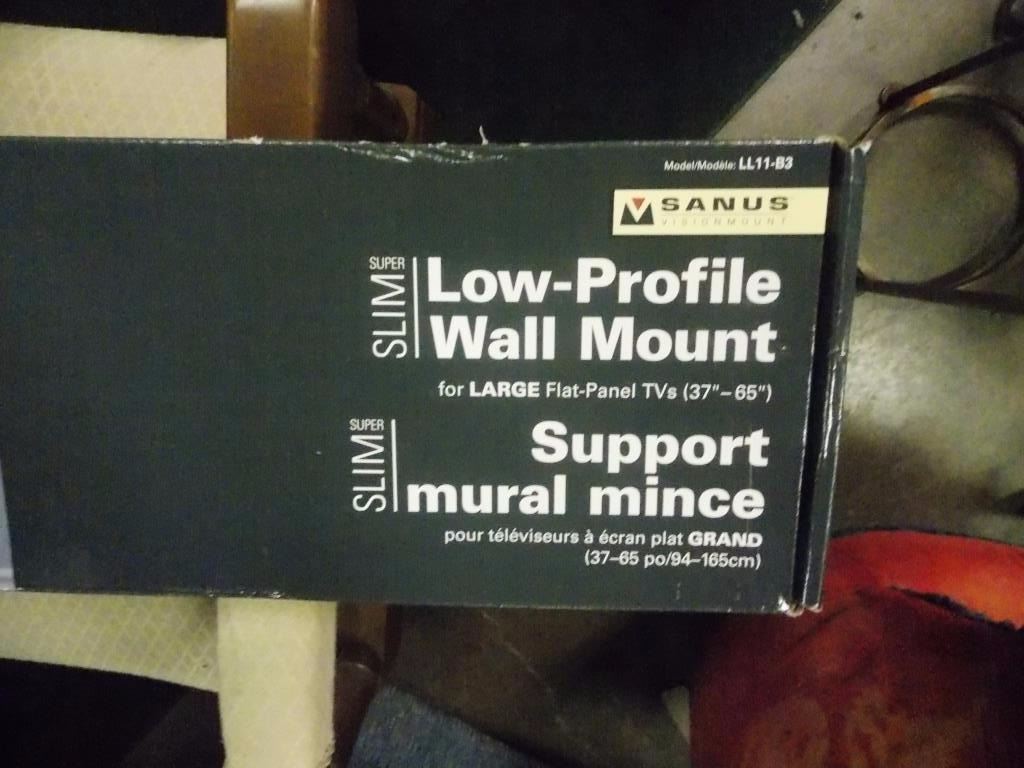 Model/Modèle: LL11-B3
SANUS
VISIONMOUNT
SUPER
SLIM
Low-Profile
Wall Mount
for LARGE Flat-Panel TVs (37"–65")
SUPER
SLIM
Support
mural mince
pour téléviseurs à écran plat GRAND
(37–65 po/94–165cm)